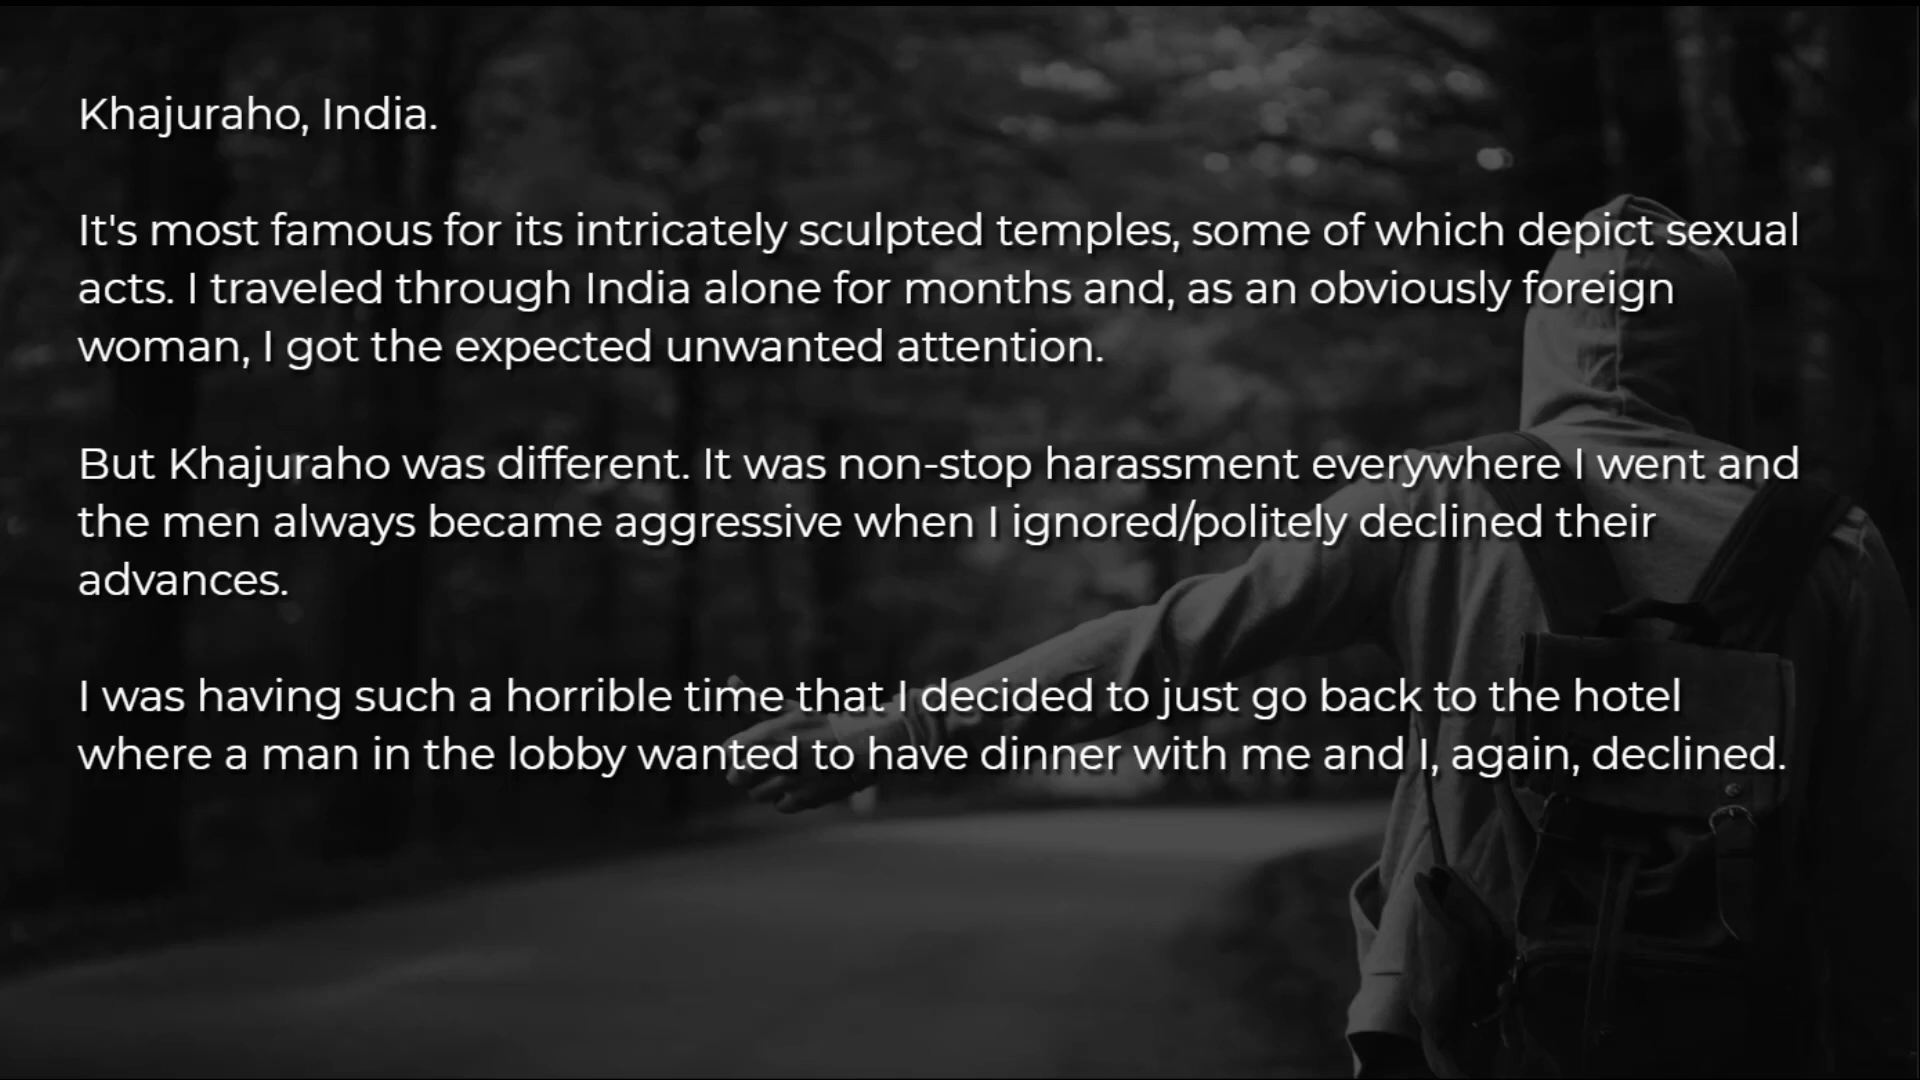 Khajuraho, India.
It's most famous for its intricately sculpted temples, some of which depict sexual
acts. I traveled through India alone for months and, as an obviously foreign
woman, I got the expected unwanted attention.
But Khajuraho was different. It was non-stop harassment everywhere I went and
the men always became aggressive when I ignored/politely declined their
advances.
I was having such a horrible time that I decided to just go back to the hotel
where a man in the lobby wanted to have dinner with me and I, again, declined.